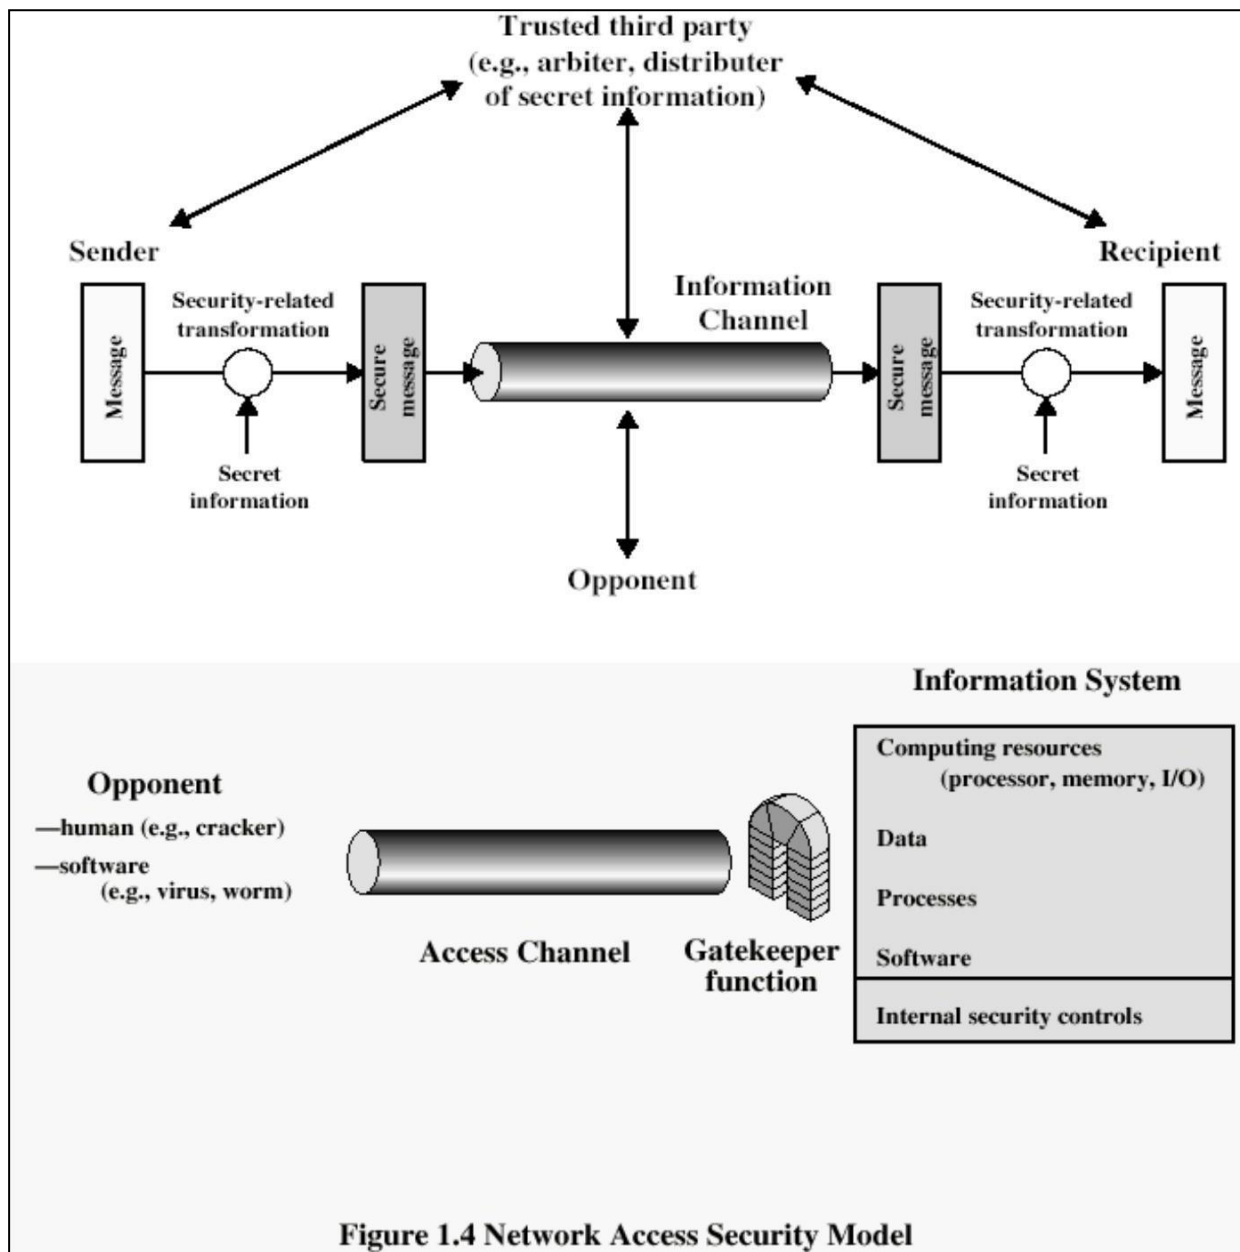 Trusted third party
(e.g., arbiter, distributer
of secret information)
Sender
Recipient
Information
Channel
Security-related
transformation
Security-related
transformation
Message
Secure
message
Secure
message
Message
Secret
information
Secret
information
Opponent
Information System
Computing resources
(processor, memory, I/O)
Data
Processes
Software
Internal security controls
Opponent
—human (e.g., cracker)
—software
(e.g., virus, worm)
Access Channel
Gatekeeper
function
Figure 1.4 Network Access Security Model